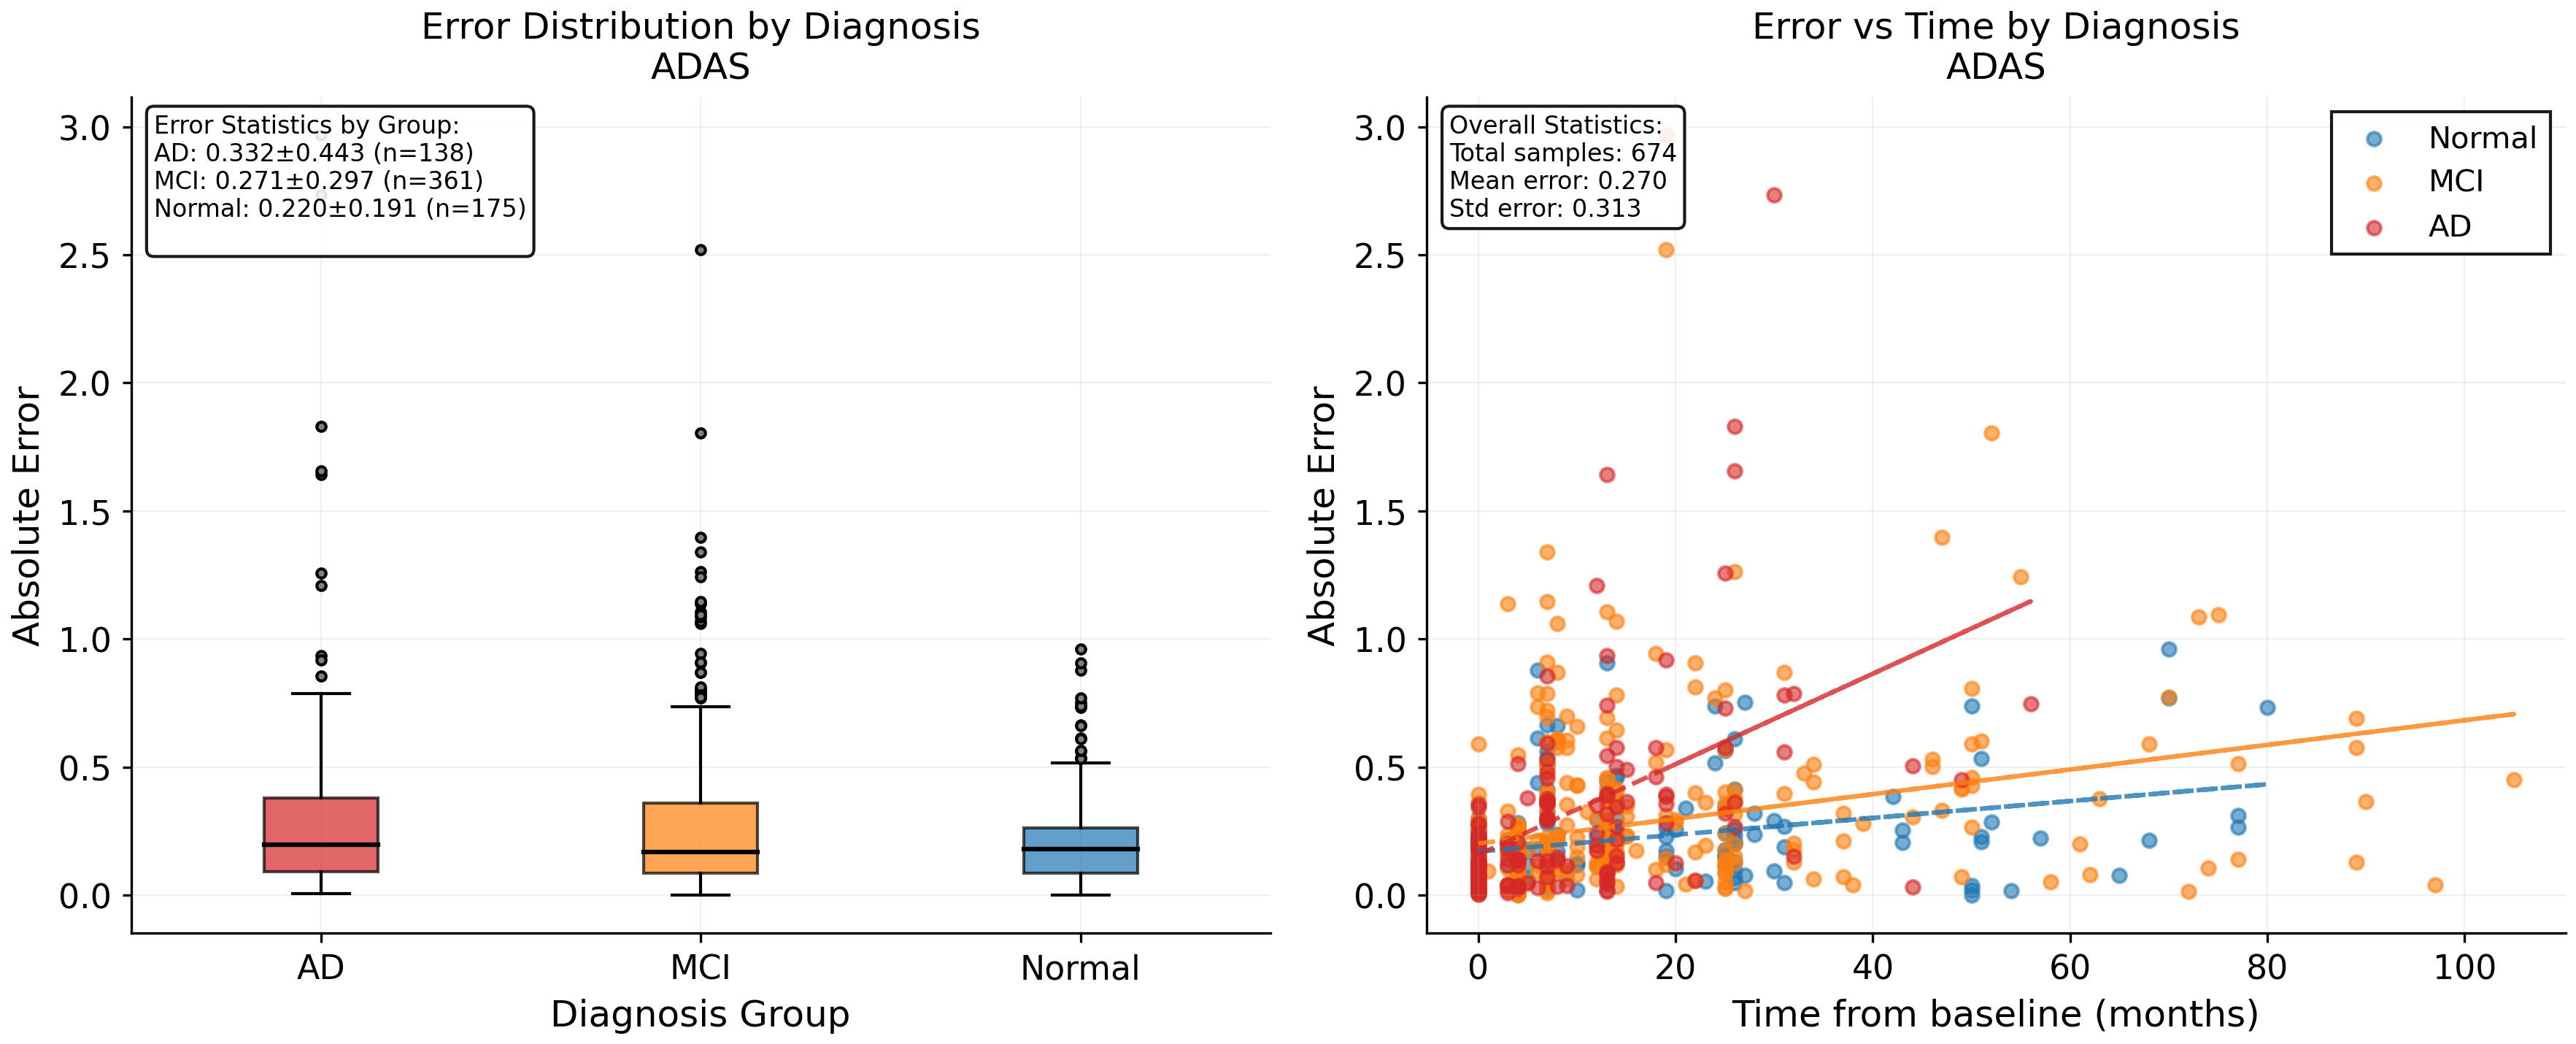 Error Distribution by Diagnosis
ADAS
Error Statistics by Group:
AD: 0.332±0.443 (n=138)
MCI: 0.271±0.297 (n=361)
Normal: 0.220±0.191 (n=175)
3.0
2.5
2.0
1.5
1.0
0.5
0.0
Absolute Error
AD
MCI
Normal
Diagnosis Group
Error vs Time by Diagnosis
ADAS
Overall Statistics:
Total samples: 674
Mean error: 0.270
Std error: 0.313
Normal
MCI
AD
3.0
2.5
2.0
1.5
1.0
0.5
0.0
Absolute Error
0
20
40
60
80
100
Time from baseline (months)